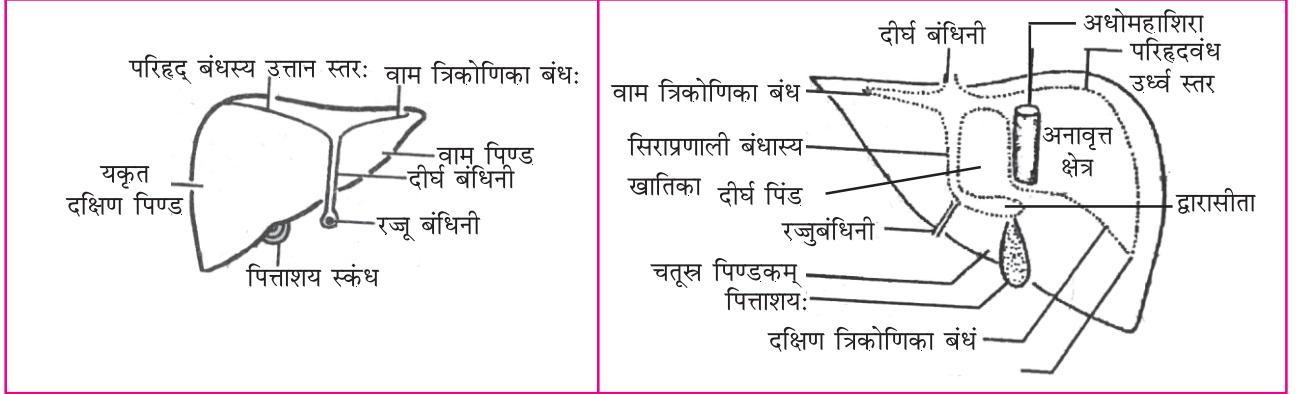 परिहृद् बंधस्य उत्तान स्तरः
वाम त्रिकोणिका बंधः
वाम पिण्ड
दीर्घ बंधिनी
यकृत
दक्षिण पिण्ड
रज्जू बंधिनी
पित्ताशय स्कंध
दीर्घ बंधिनी
अधोमहाशिरा
परिहृदवंध
उर्ध्व स्तर
वाम त्रिकोणिका बंध
अनावृत्त
क्षेत्र
सिराप्रणाली बंधास्य
खातिका
दीर्घ पिंड
द्वारासीता
रज्जुबंधिनी
चतूस्र पिण्डकम्
पित्ताशयः
दक्षिण त्रिकोणिका बंधं